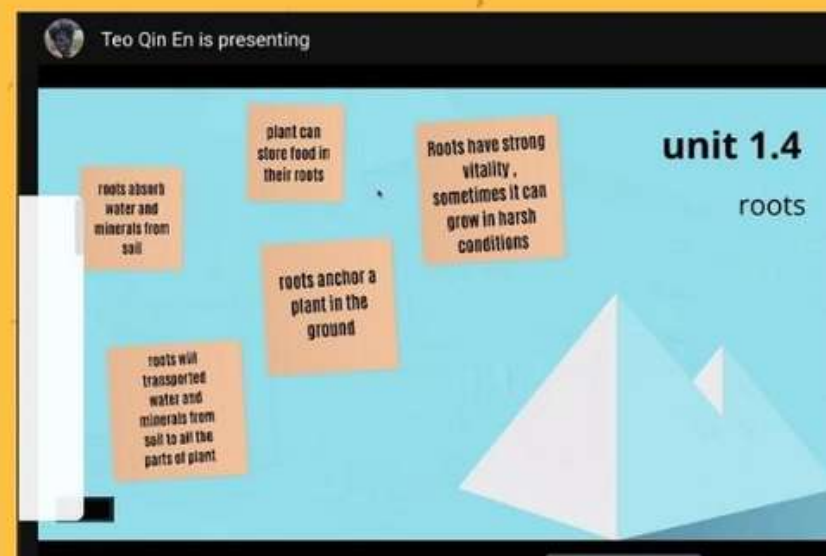 Teo Qin En is presenting
unit 1.4
roots
plant can
store food in
their roots
Roots have strong
vitality ,
sometimes it can
grow in harsh
conditions
roots absorb
water and
minerals from
soil
roots anchor a
plant in the
ground
roots will
transported
water and
minerals from
soil to all the
parts of plant